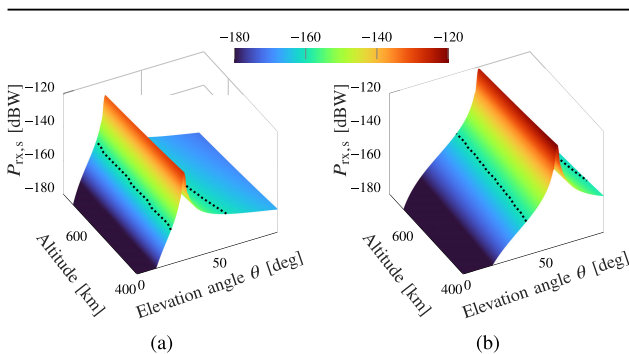 −180 −160 −140 −120
P_rx,s [dBW]
−120
−140
−160
−180
600
400
Altitude [km]
0
50
Elevation angle θ [deg]
(a)
P_rx,s [dBW]
−120
−140
−160
−180
600
400
Altitude [km]
0
50
Elevation angle θ [deg]
(b)